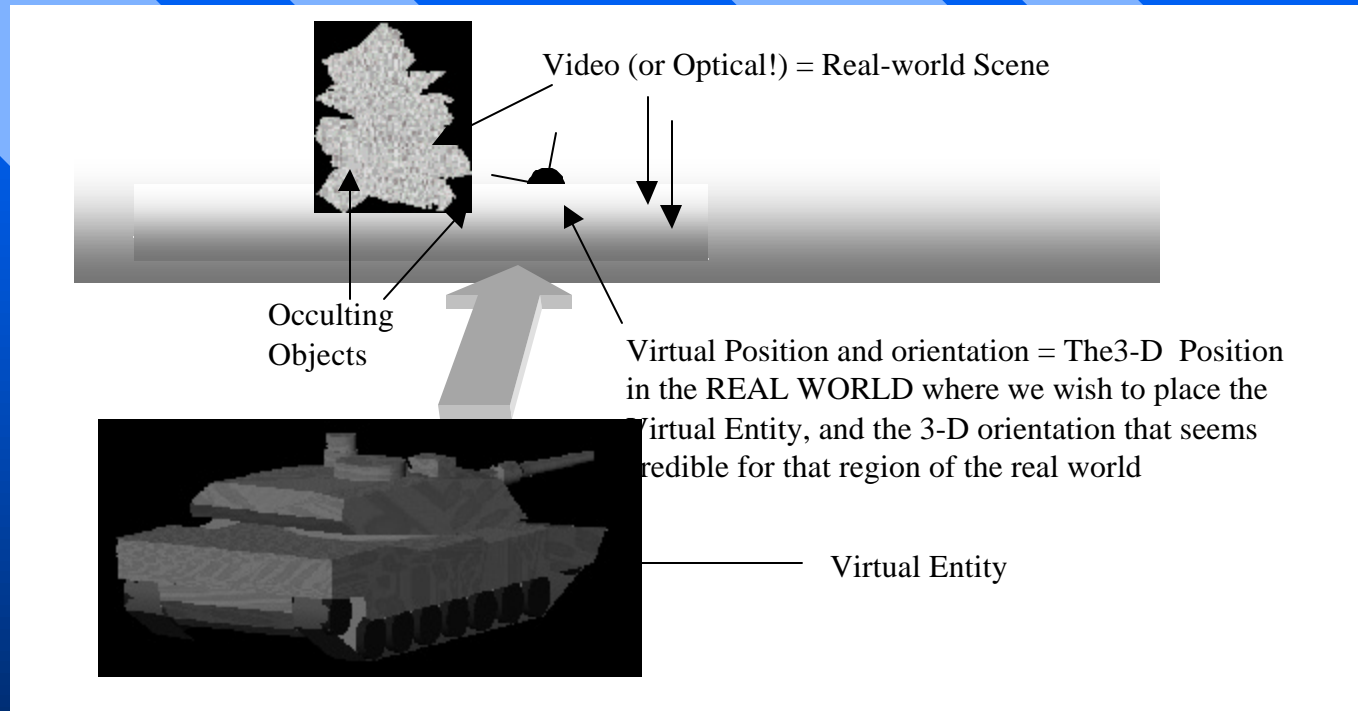 Video (or Optical!) = Real-world Scene
Occulting
Objects
Virtual Position and orientation = The3-D Position
in the REAL WORLD where we wish to place the
Virtual Entity, and the 3-D orientation that seems
credible for that region of the real world
Virtual Entity